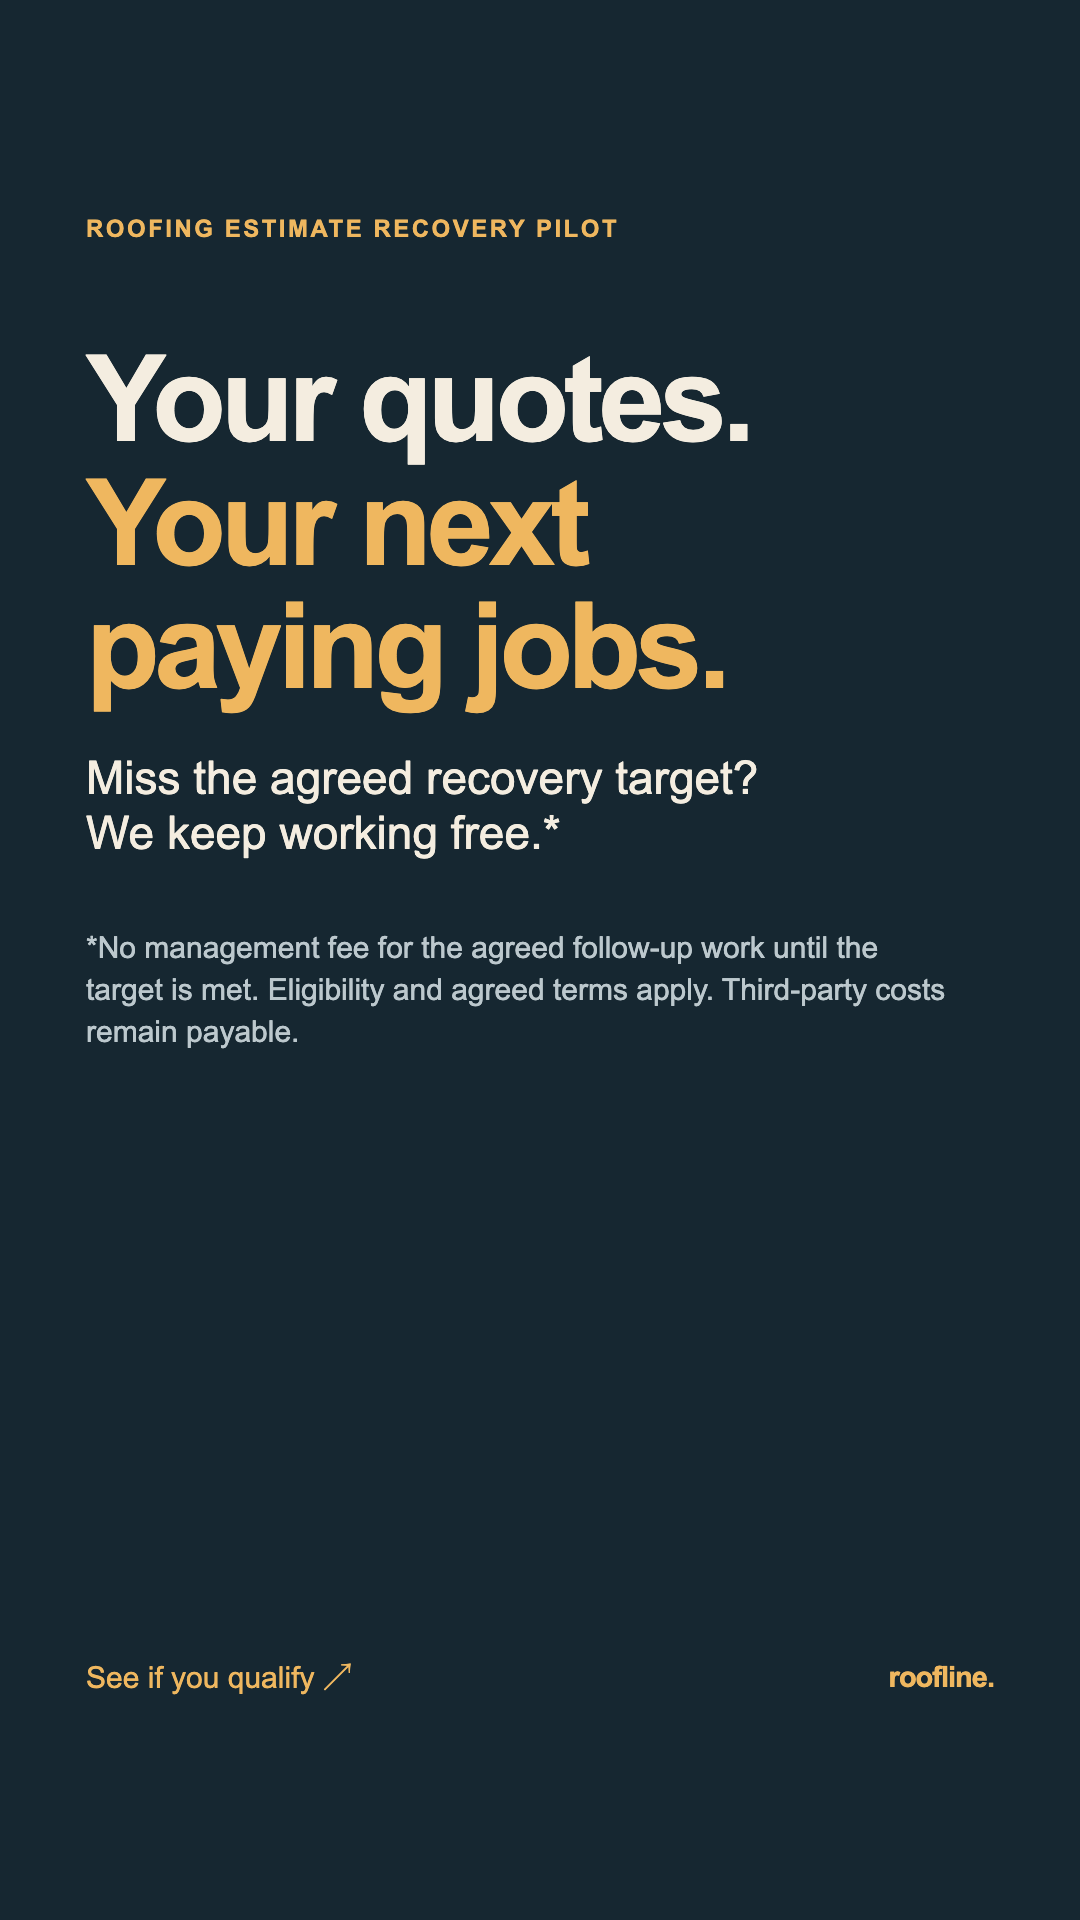 ROOFING ESTIMATE RECOVERY PILOT
Your quotes.
Your next
paying jobs.
Miss the agreed recovery target?
We keep working free.*
*No management fee for the agreed follow-up work until the
target is met. Eligibility and agreed terms apply. Third-party costs
remain payable.
See if you qualify ↗
roofline.